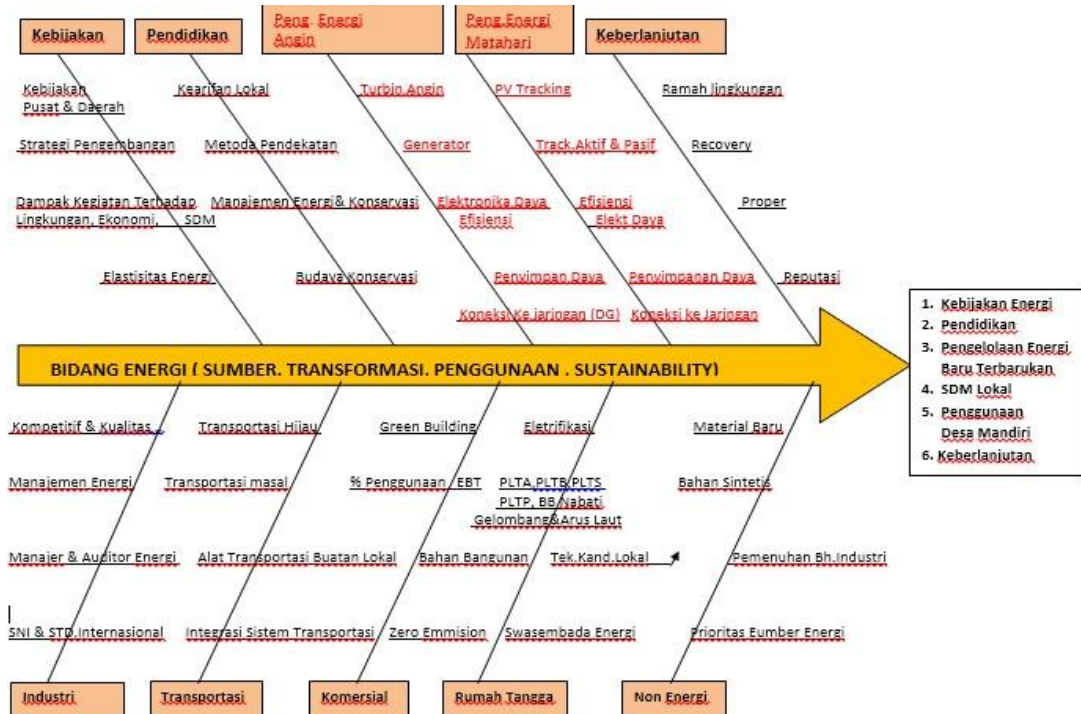 Kebijakan
Pendidikan
Peng. Energi
Angin
Peng.Energi
Matahari
Keberlanjutan
Kebijakan
Pusat & Daerah
Kearifan Lokal
Turbin.Angin
PV Tracking
Ramah lingkungan
Strategi Pengembangan
Metoda Pendekatan
Generator
Track.Aktif & Pasif
Recovery
Dampak Kegiatan Terhadap
Lingkungan, Ekonomi, SDM
Manajemen Energi& Konservasi
Elektronika.Daya
Efisiensi
Efisiensi
Elekt Daya
Proper
Elastisitas Energi
Budaya Konservasi
Penyimpan.Daya
Penyimpanan Daya
Reputasi
Koneksi Ke.jaringan (DG)
Koneksi ke Jaringan
BIDANG ENERGI ( SUMBER. TRANSFORMASI. PENGGUNAAN . SUSTAINABILITY)
1. Kebijakan Energi
2. Pendidikan
3. Pengelolaan Energi
Baru Terbarukan
4. SDM Lokal
5. Penggunaan
Desa Mandiri
6. Keberlanjutan
Kompetitif & Kualitas
Transportasi Hijau
Green Building
Eletrifikasi
Material Baru
Manajemen Energi
Transportasi masal
% Penggunaan EBT
PLTA,PLTB,PLTS
PLTP, BB.Nabati
Gelombang&Arus Laut
Bahan Sintetis
Manajer & Auditor Energi
Alat Transportasi Buatan Lokal
Bahan Bangunan
Tek.Kand.Lokal
Pemenuhan Bh.Industri
SNI & STD.Internasional
Integrasi Sistem Transportasi
Zero Emmision
Swasembada Energi
Prioritas Eumber Energi
Industri
Transportasi
Komersial
Rumah Tangga
Non Energi